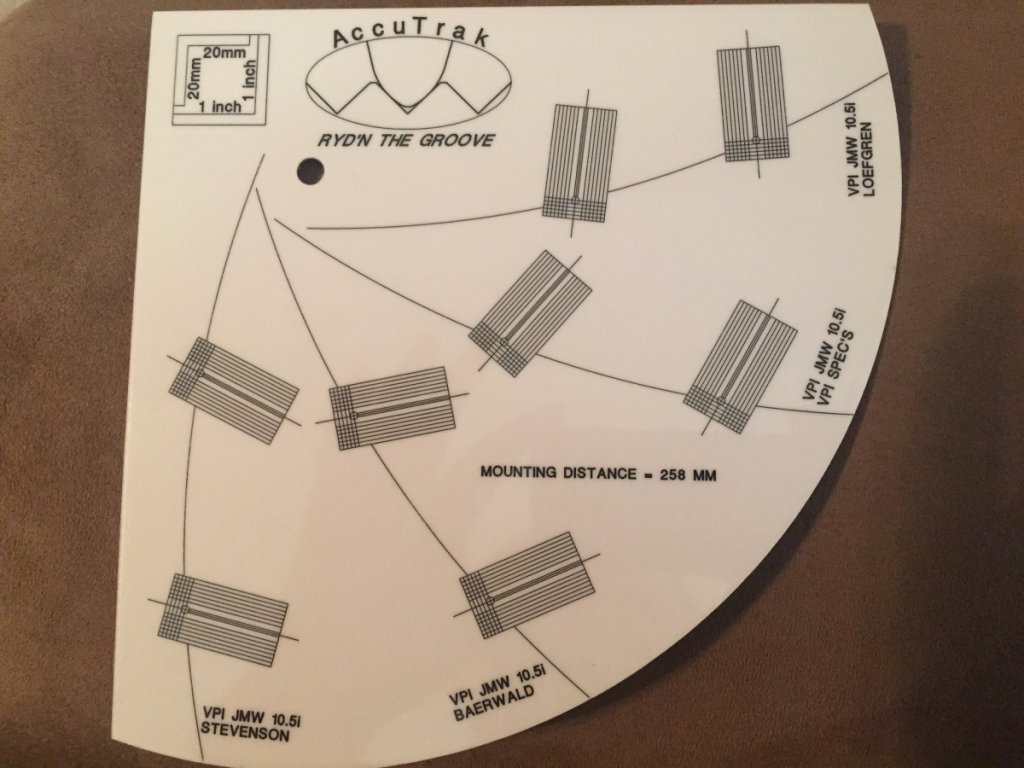 AccuTrak
20mm
20mm
1 inch
1 inch
RYD'N THE GROOVE
VPI JMW 10.5i
LOEFGREN
VPI JMW 10.5i
VPI SPEC'S
MOUNTING DISTANCE = 258 MM
VPI JMW 10.5i
BAERWALD
VPI JMW 10.5i
STEVENSON